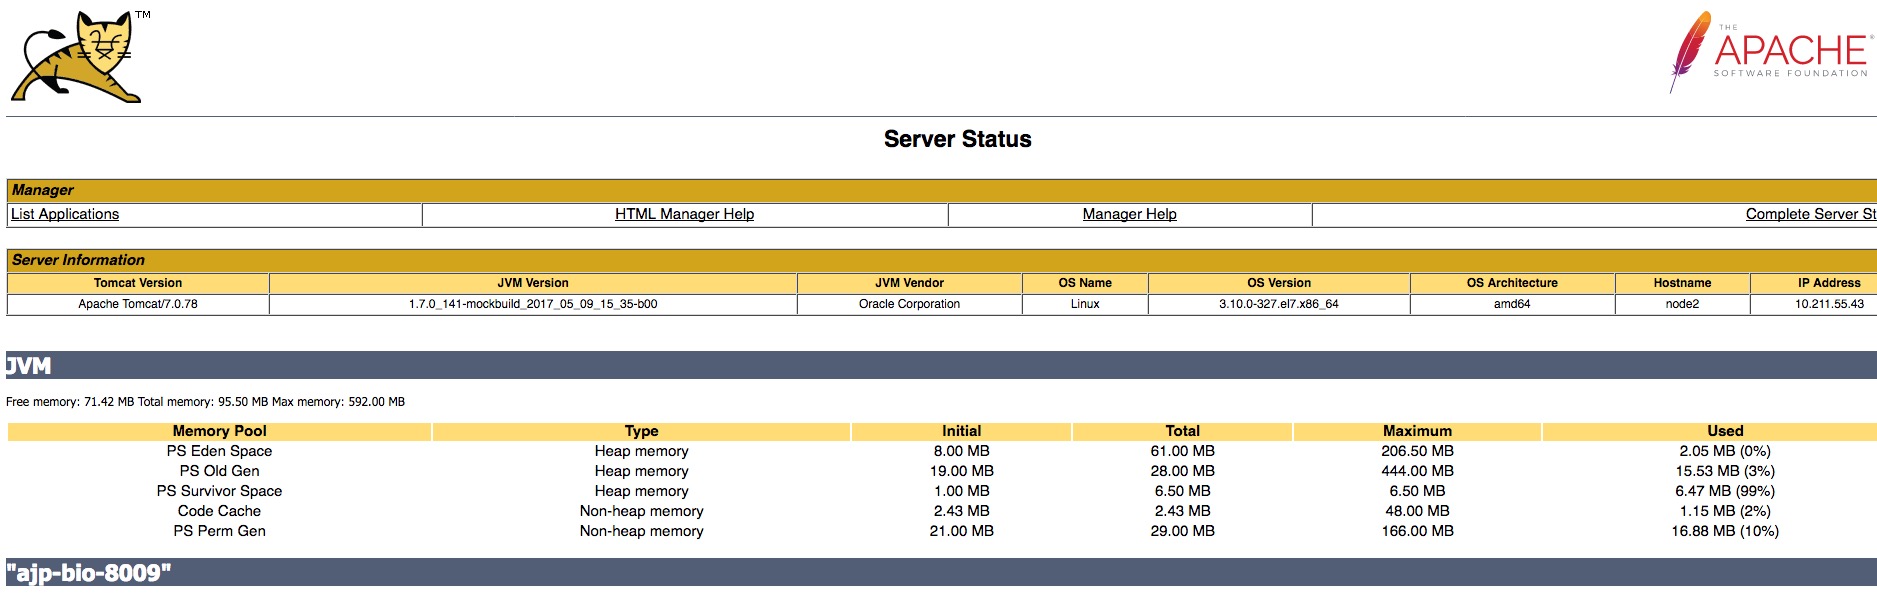 TM
THE
APACHE®
SOFTWARE FOUNDATION
Server Status
Manager
List Applications HTML Manager Help Manager Help Complete Server St
Server Information
Tomcat Version JVM Version JVM Vendor OS Name OS Version OS Architecture Hostname IP Address
Apache Tomcat/7.0.78 1.7.0_141-mockbuild_2017_05_09_15_35-b00 Oracle Corporation Linux 3.10.0-327.el7.x86_64 amd64 node2 10.211.55.43
JVM
Free memory: 71.42 MB Total memory: 95.50 MB Max memory: 592.00 MB
Memory Pool Type Initial Total Maximum Used
PS Eden Space Heap memory 8.00 MB 61.00 MB 206.50 MB 2.05 MB (0%)
PS Old Gen Heap memory 19.00 MB 28.00 MB 444.00 MB 15.53 MB (3%)
PS Survivor Space Heap memory 1.00 MB 6.50 MB 6.50 MB 6.47 MB (99%)
Code Cache Non-heap memory 2.43 MB 2.43 MB 48.00 MB 1.15 MB (2%)
PS Perm Gen Non-heap memory 21.00 MB 29.00 MB 166.00 MB 16.88 MB (10%)
"ajp-bio-8009"